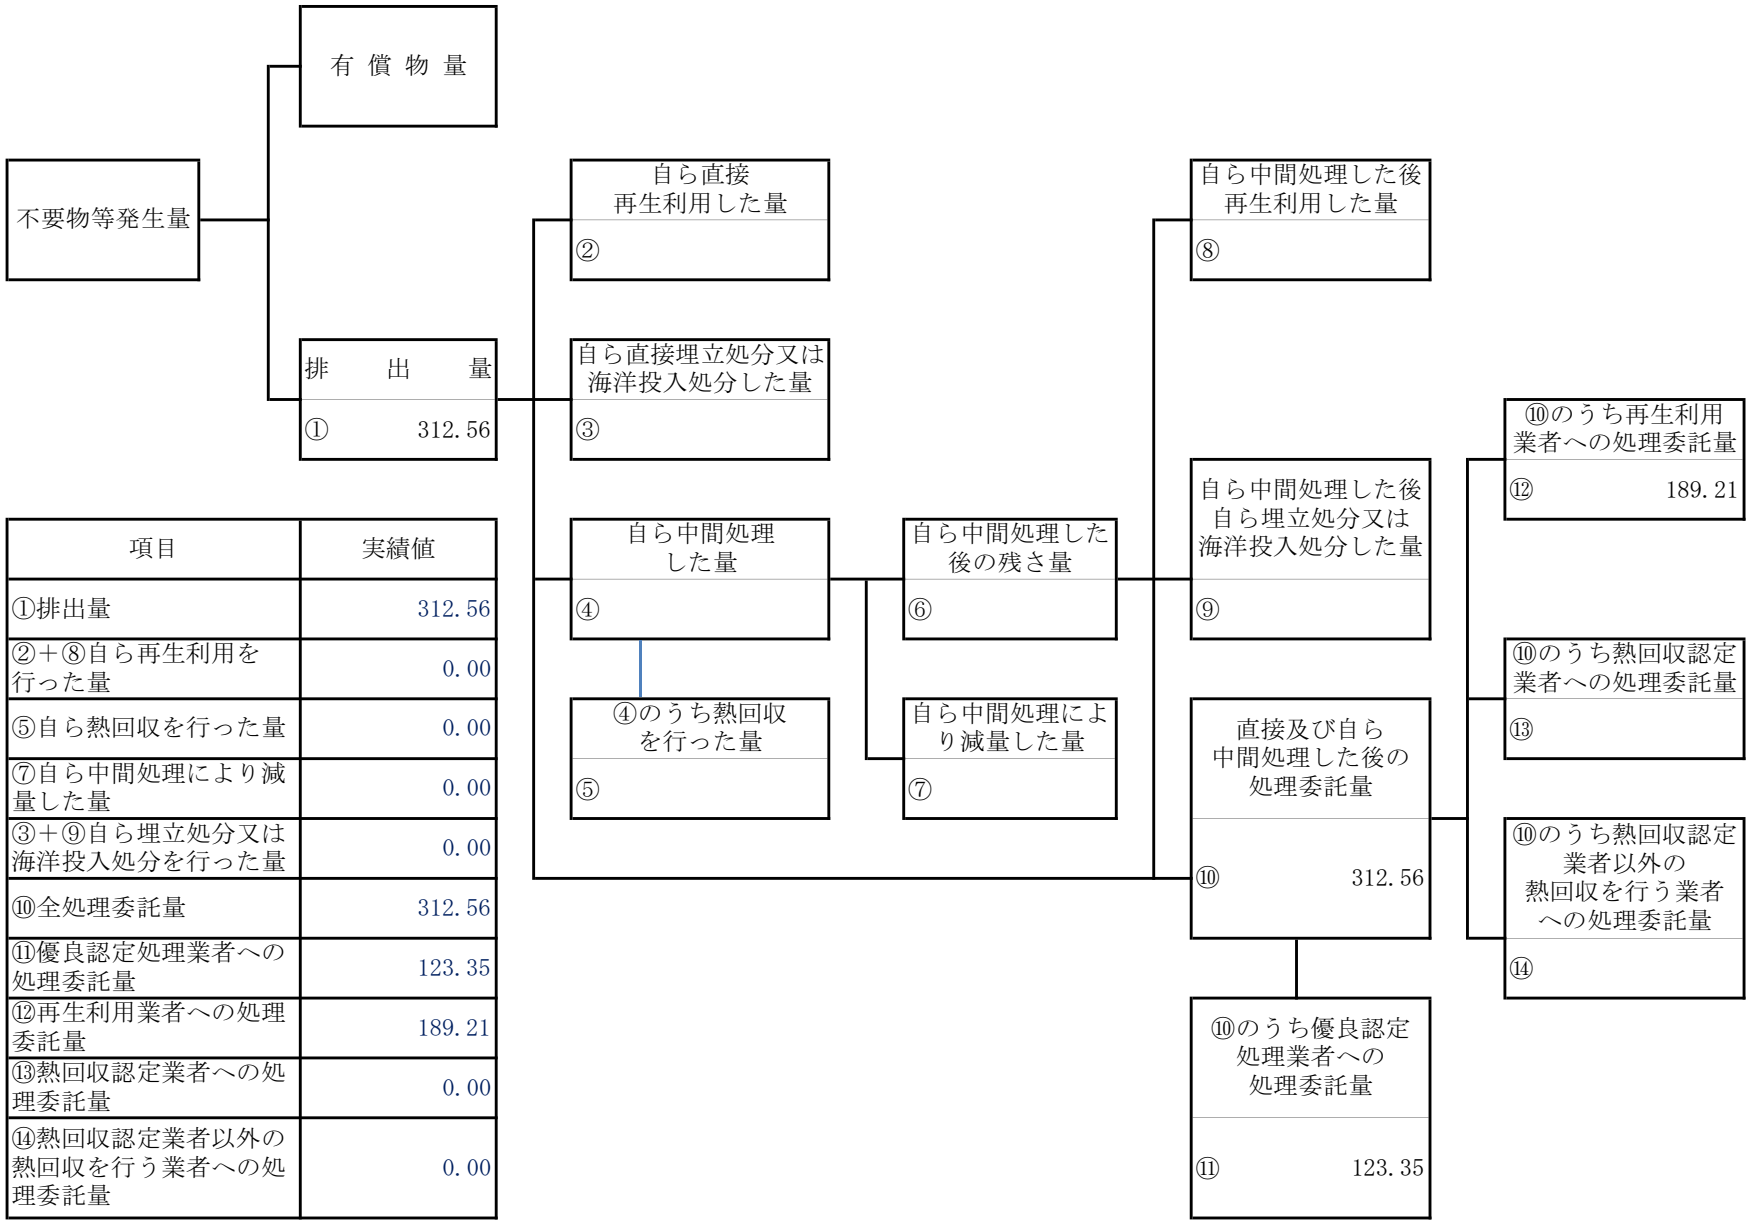 有 償 物 量
不要物等発生量
排 出 量
① 312.56
自ら直接
再生利用した量
②
自ら直接埋立処分又は
海洋投入処分した量
③
自ら中間処理
した量
④
④のうち熱回収
を行った量
⑤
自ら中間処理した
後の残さ量
⑥
自ら中間処理によ
り減量した量
⑦
自ら中間処理した後
再生利用した量
⑧
自ら中間処理した後
自ら埋立処分又は
海洋投入処分した量
⑨
直接及び自ら
中間処理した後の
処理委託量
⑩ 312.56
⑩のうち優良認定
処理業者への
処理委託量
⑪ 123.35
⑩のうち再生利用
業者への処理委託量
⑫ 189.21
⑩のうち熱回収認定
業者への処理委託量
⑬
⑩のうち熱回収認定
業者以外の
熱回収を行う業者
への処理委託量
⑭
項目 実績値
①排出量 312.56
②＋⑧自ら再生利用を
行った量 0.00
⑤自ら熱回収を行った量 0.00
⑦自ら中間処理により減
量した量 0.00
③＋⑨自ら埋立処分又は
海洋投入処分を行った量 0.00
⑩全処理委託量 312.56
⑪優良認定処理業者への
処理委託量 123.35
⑫再生利用業者への処理
委託量 189.21
⑬熱回収認定業者への処
理委託量 0.00
⑭熱回収認定業者以外の
熱回収を行う業者への処
理委託量 0.00